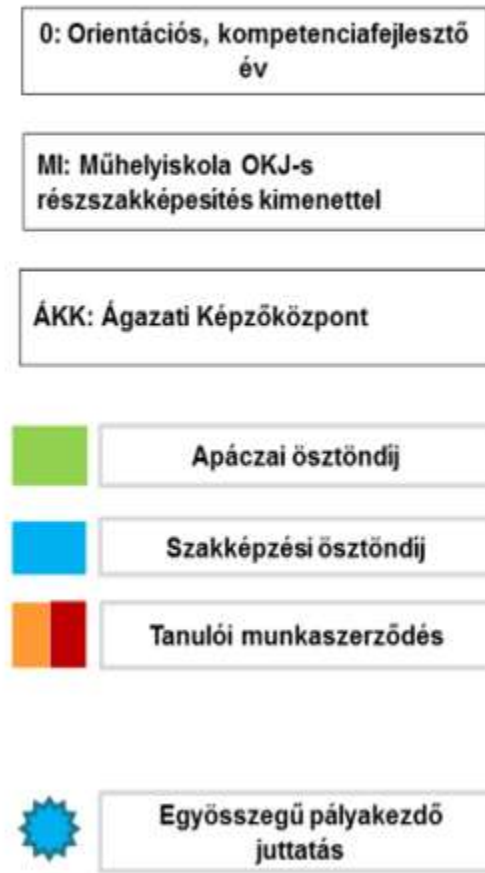 0: Orientációs, kompetenciafejlesztő
év
MI: Műhelyiskola OKJ-s
részszakképesítés kimenettel
ÁKK: Ágazati Képzőközpont
Apáczai ösztöndíj
Szakképzési ösztöndíj
Tanulói munkaszerződés
Egyösszegű pályakezdő
juttatás